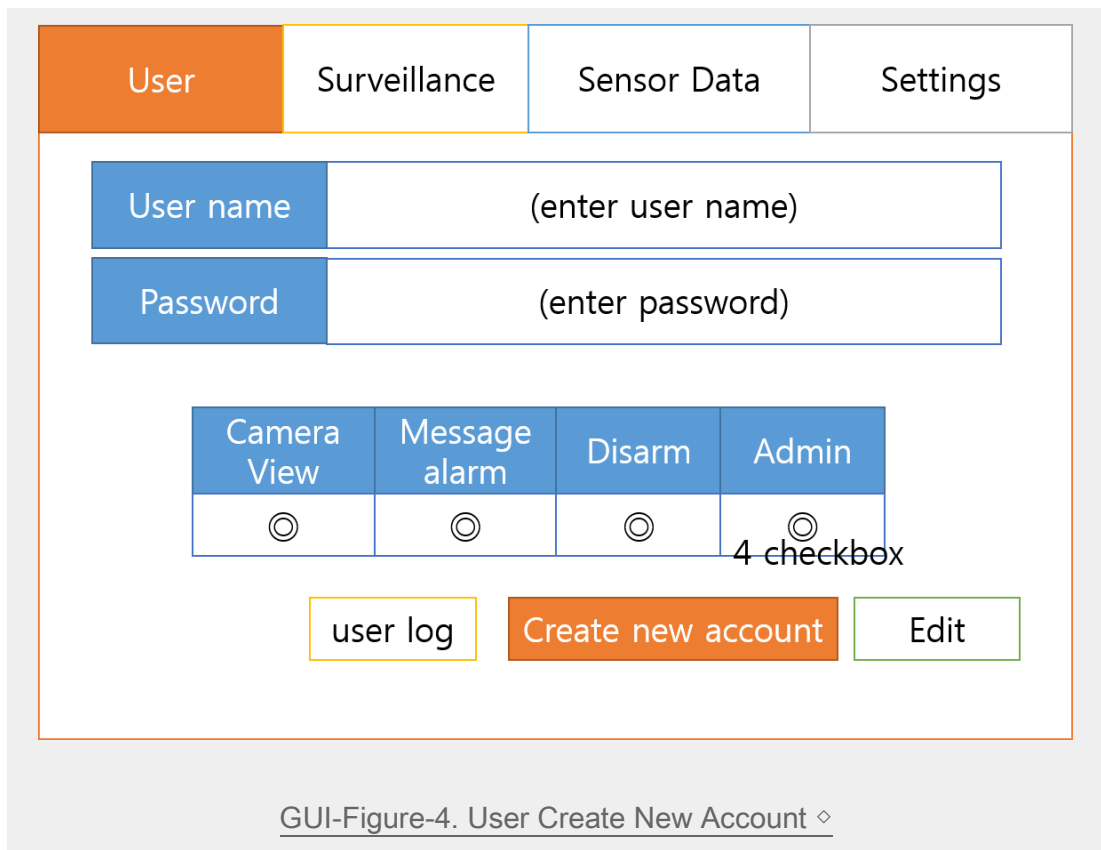 User Surveillance Sensor Data Settings
User name (enter user name)
Password (enter password)
Camera Message Disarm Admin
View alarm
◎ ◎ ◎ ◎
4 checkbox
user log Create new account Edit
GUI-Figure-4. User Create New Account ◇